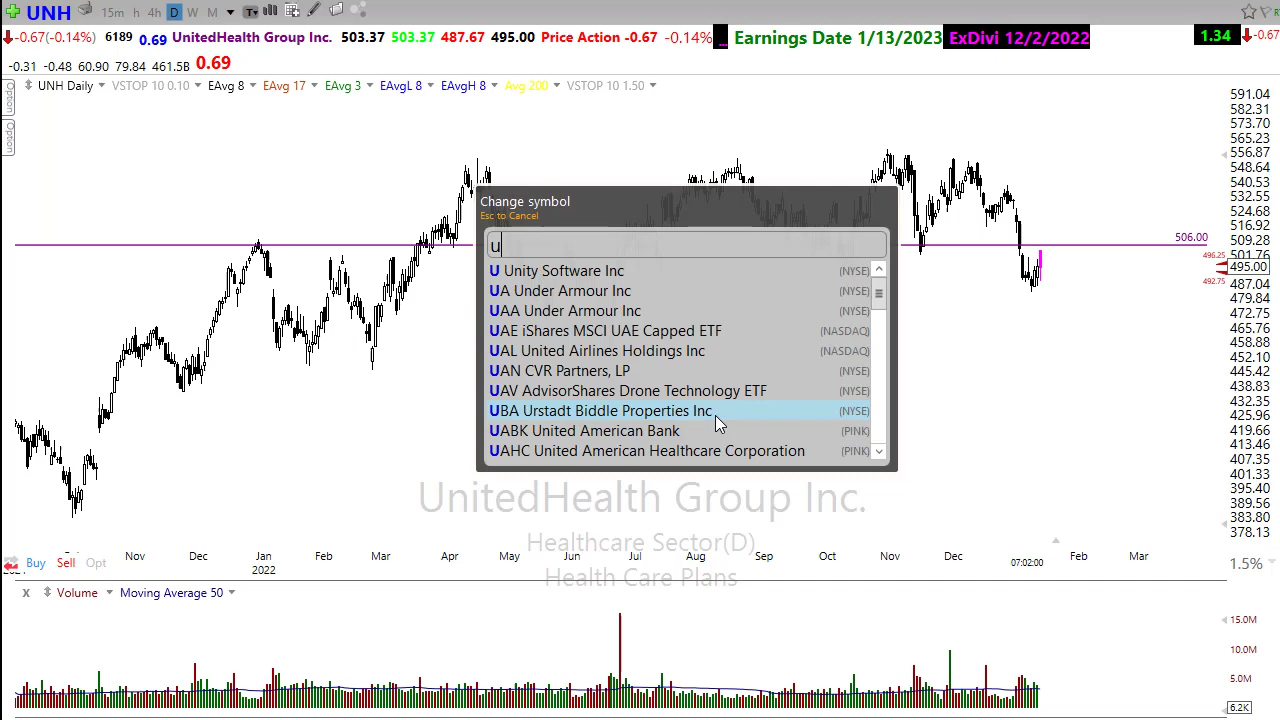 UNH 15m h 4h D W M
-0.67(-0.14%) 6189 0.69 UnitedHealth Group Inc. 503.37 503.37 487.67 495.00 Price Action -0.67 -0.14% ... Earnings Date 1/13/2023 ExDivi 12/2/2022 1.34 -0.67
-0.31 -0.48 60.90 79.84 461.5B 0.69
UNH Daily VSTOP 10 0.10 EAvg 8 EAvg 17 EAvg 3 EAvgL 8 EAvgH 8 Avg 200 VSTOP 10 1.50
Option
Option
591.04
582.31
573.70
565.23
556.87
548.64
540.53
532.55
524.68
516.92
509.28
501.76
495.00
487.04
479.84
472.75
465.76
458.88
452.10
445.42
438.83
432.35
425.96
419.66
413.46
407.35
401.33
395.40
389.56
383.80
378.13
506.00
496.25
492.75
Change symbol
Esc to Cancel
u
U Unity Software Inc (NYSE)
UA Under Armour Inc (NYSE)
UAA Under Armour Inc (NYSE)
UAE iShares MSCI UAE Capped ETF (NASDAQ)
UAL United Airlines Holdings Inc (NASDAQ)
UAN CVR Partners, LP (NYSE)
UAV AdvisorShares Drone Technology ETF (NYSE)
UBA Urstadt Biddle Properties Inc (NYSE)
UABK United American Bank (PINK)
UAHC United American Healthcare Corporation (PINK)
UnitedHealth Group Inc.
Healthcare Sector(D)
Health Care Plans
Nov Dec Jan Feb Mar Apr May Jun Jul Aug Sep Oct Nov Dec Feb Mar
2022 07:02:00
Buy Sell Opt 1.5%
x Volume Moving Average 50
15.0M
10.0M
5.0M
6.2K